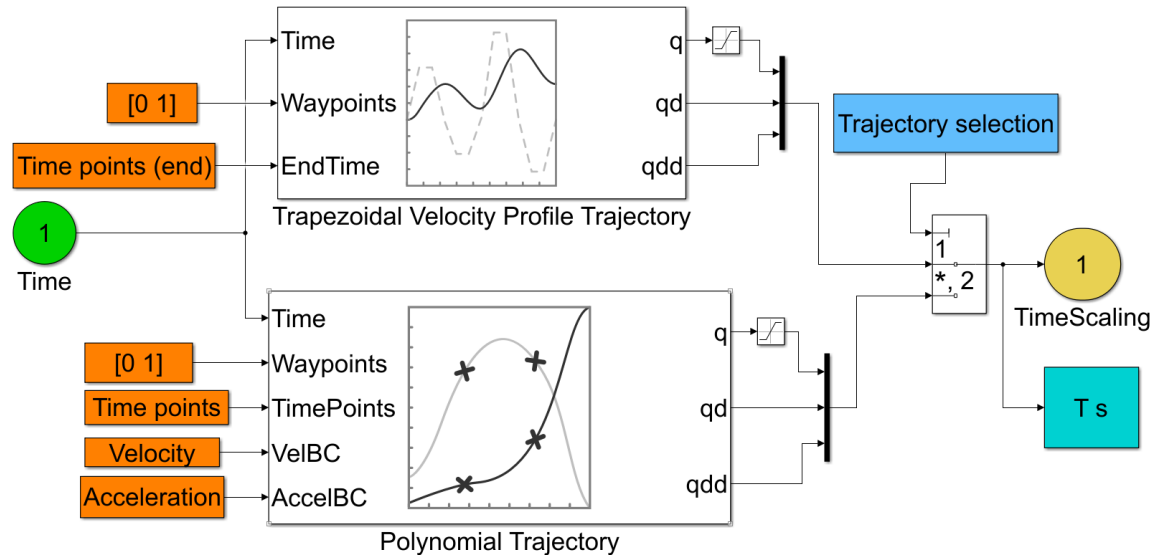 Time
q
[0 1]
Waypoints
qd
Trajectory selection
Time points (end)
EndTime
qdd
Trapezoidal Velocity Profile Trajectory
1
Time
1
*, 2
1
TimeScaling
Time
q
[0 1]
Waypoints
Time points
TimePoints
qd
T s
Velocity
VelBC
Acceleration
AccelBC
qdd
Polynomial Trajectory